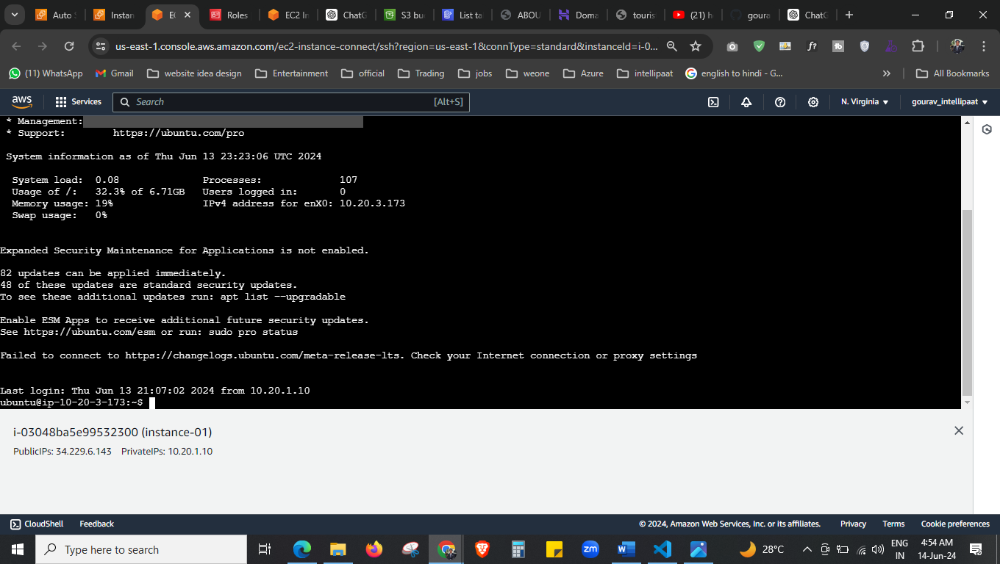 Auto S
Instan
EC
Roles
EC2 In
ChatG
S3 bu
List ta
ABOU
Doma
touris
(21) h
goura
ChatG
us-east-1.console.aws.amazon.com/ec2-instance-connect/ssh?region=us-east-1&connType=standard&instanceId=i-0...
(11) WhatsApp
Gmail
website idea design
Entertainment
official
Trading
jobs
weone
Azure
intellipaat
english to hindi - G...
All Bookmarks
aws
Services
Search
[Alt+S]
N. Virginia
gourav_intellipaat
* Management:
* Support: https://ubuntu.com/pro
System information as of Thu Jun 13 23:23:06 UTC 2024
System load: 0.08 Processes: 107
Usage of /: 32.3% of 6.71GB Users logged in: 0
Memory usage: 19% IPv4 address for enX0: 10.20.3.173
Swap usage: 0%
Expanded Security Maintenance for Applications is not enabled.
82 updates can be applied immediately.
48 of these updates are standard security updates.
To see these additional updates run: apt list --upgradable
Enable ESM Apps to receive additional future security updates.
See https://ubuntu.com/esm or run: sudo pro status
Failed to connect to https://changelogs.ubuntu.com/meta-release-lts. Check your Internet connection or proxy settings
Last login: Thu Jun 13 21:07:02 2024 from 10.20.1.10
ubuntu@ip-10-20-3-173:~$
i-03048ba5e99532300 (instance-01)
PublicIPs: 34.229.6.143 PrivateIPs: 10.20.1.10
CloudShell
Feedback
© 2024, Amazon Web Services, Inc. or its affiliates.
Privacy
Terms
Cookie preferences
Type here to search
zm
28°C
ENG
IN
4:54 AM
14-Jun-24